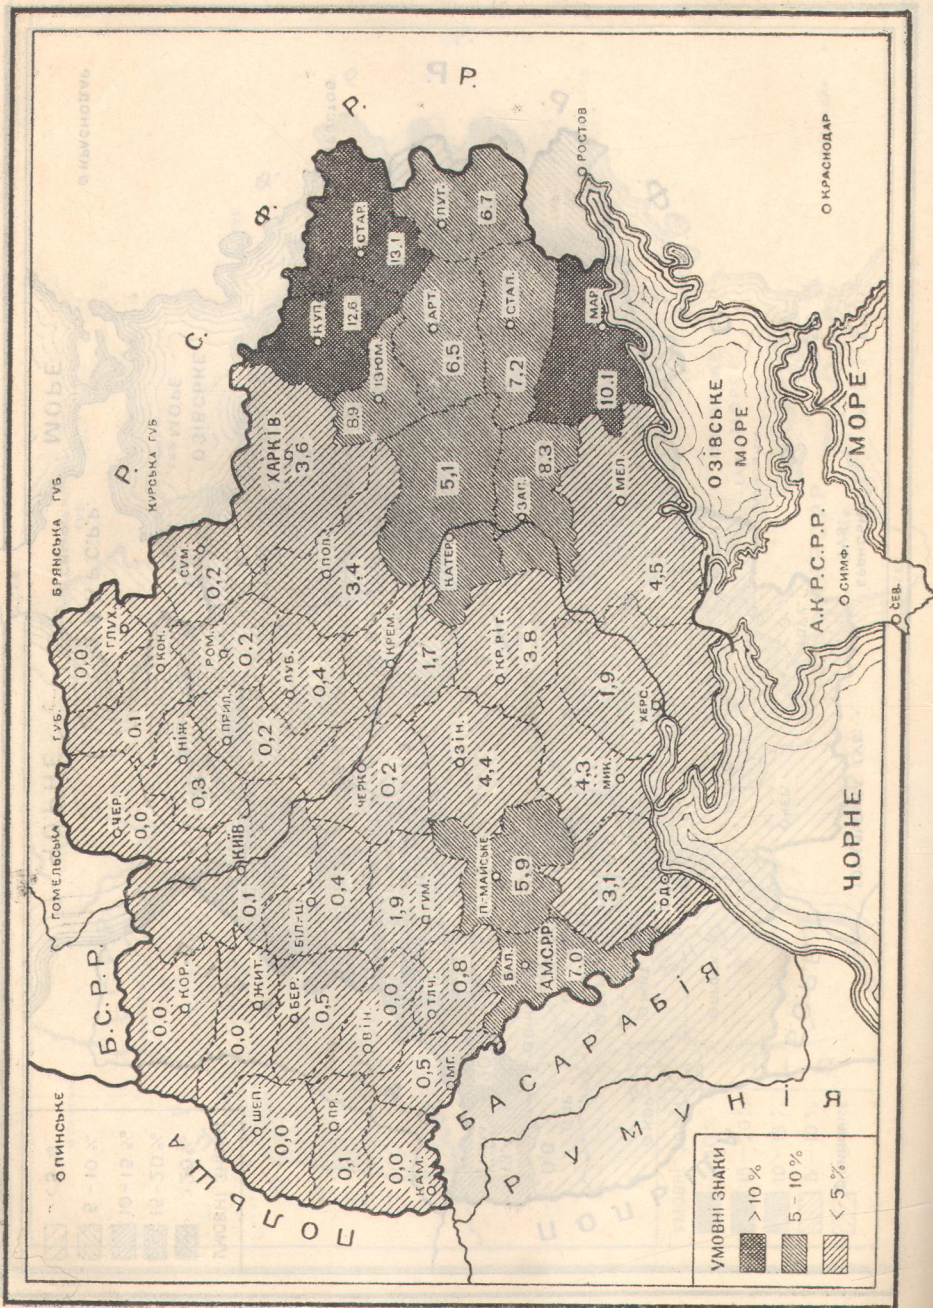 УМОВНІ ЗНАКИ
>10%
5-10%
<5%
ПОЛЬЩА
Б.С.Р.Р.
Р.С.Ф.Р.Р.
РУМУНІЯ
БАСАРАБІЯ
ЧОРНЕ
МОРЕ
ОЗІВСЬКЕ
МОРЕ
А.К Р.С.Р.Р.
ПИНСЬКЕ
ГОМЕЛЬСЬКА ГУБ.
БРЯНСЬКА ГУБ.
КУРСЬКА ГУБ
РОСТОВ
КРАСНОДАР
СИМФ.
СЕВ.
ШЕП.
0,0
ПР.
0,1
КАМ.
0,0
КОР.
0,0
ЖИТ.
0,0
БЕР.
0,5
ВІН.
0,0
МГ.
0,5
ТЛЧ.
0,8
КИЇВ
0,1
БІЛ.-Ц.
0,4
ГУМ.
1,9
БАЛ.
А.М.С.Р.Р
7.0
ЧЕР.
0,0
НІЖ
0,3
ПРИЛ.
0,2
ЧЕРК
0,2
П.-МАЙСЬКЕ
5,9
ОДО
3,1
ГЛУХ.
0,0
КОН.
0.1
РОМ.
0.2
ЛУБ.
0,4
СУМ.
0,2
КРЕМ.
1,7
ЗІН.
4,4
МИК.
4,3
ХЕРС.
1,9
КР.РІГ.
3.8
ПОЛ.
3,4
ХАРКІВ
3,6
КАТЕРО
5,1
ЗАП.
8.3
МЕЛ.
4,5
ІЗЮМ.
8,9
КУП.
12,6
СТАР.
13,1
АРТ.
6,5
ЛУГ.
6.7
СТАЛ.
7,2
МАР.
10,1